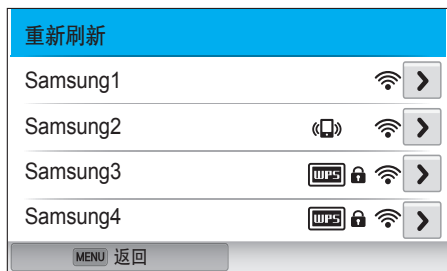 重新刷新
Samsung1
Samsung2
Samsung3 WPS
Samsung4 WPS
MENU 返回